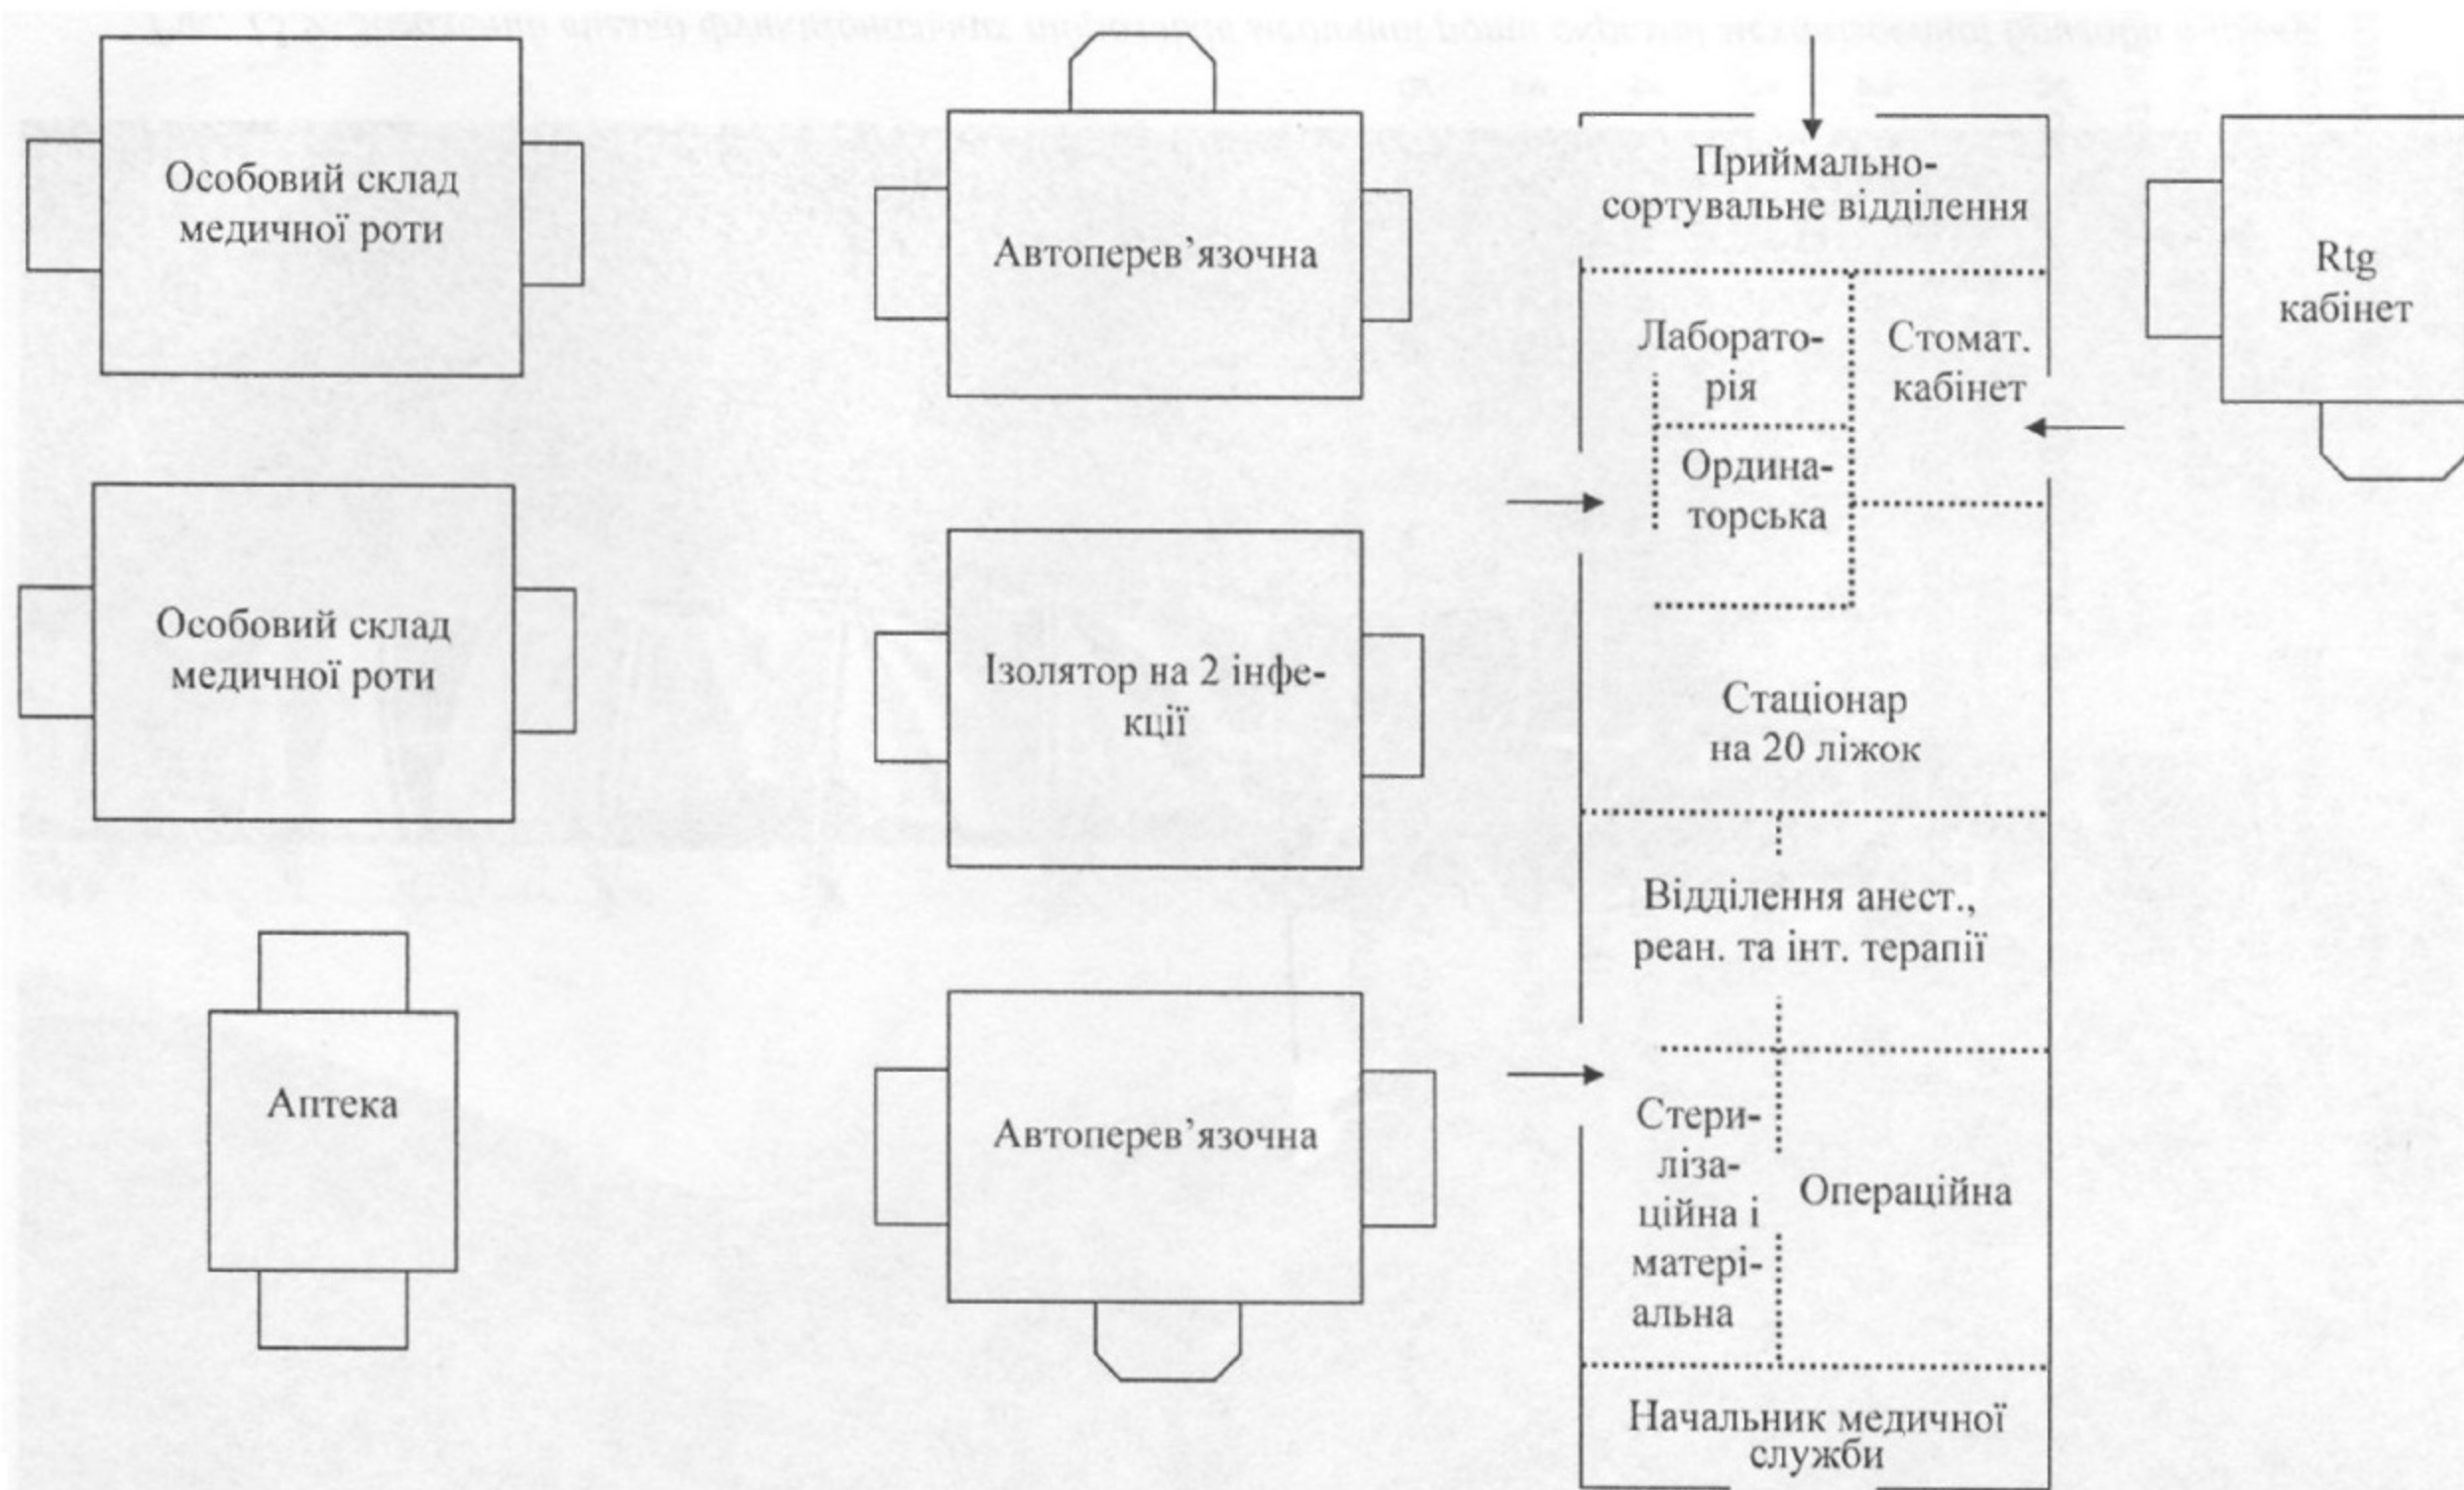 Особовий склад
медичної роти
Автоперев’язочна
Приймально-
сортувальне відділення
Rtg
кабінет
Лаборато-
рія
Стомат.
кабінет
Ордина-
торська
Особовий склад
медичної роти
Ізолятор на 2 інфе-
кції
Стаціонар
на 20 ліжок
Відділення анест.,
реан. та інт. терапії
Аптека
Автоперев’язочна
Стери-
ліза-
ційна і
матері-
альна
Операційна
Начальник медичної
служби